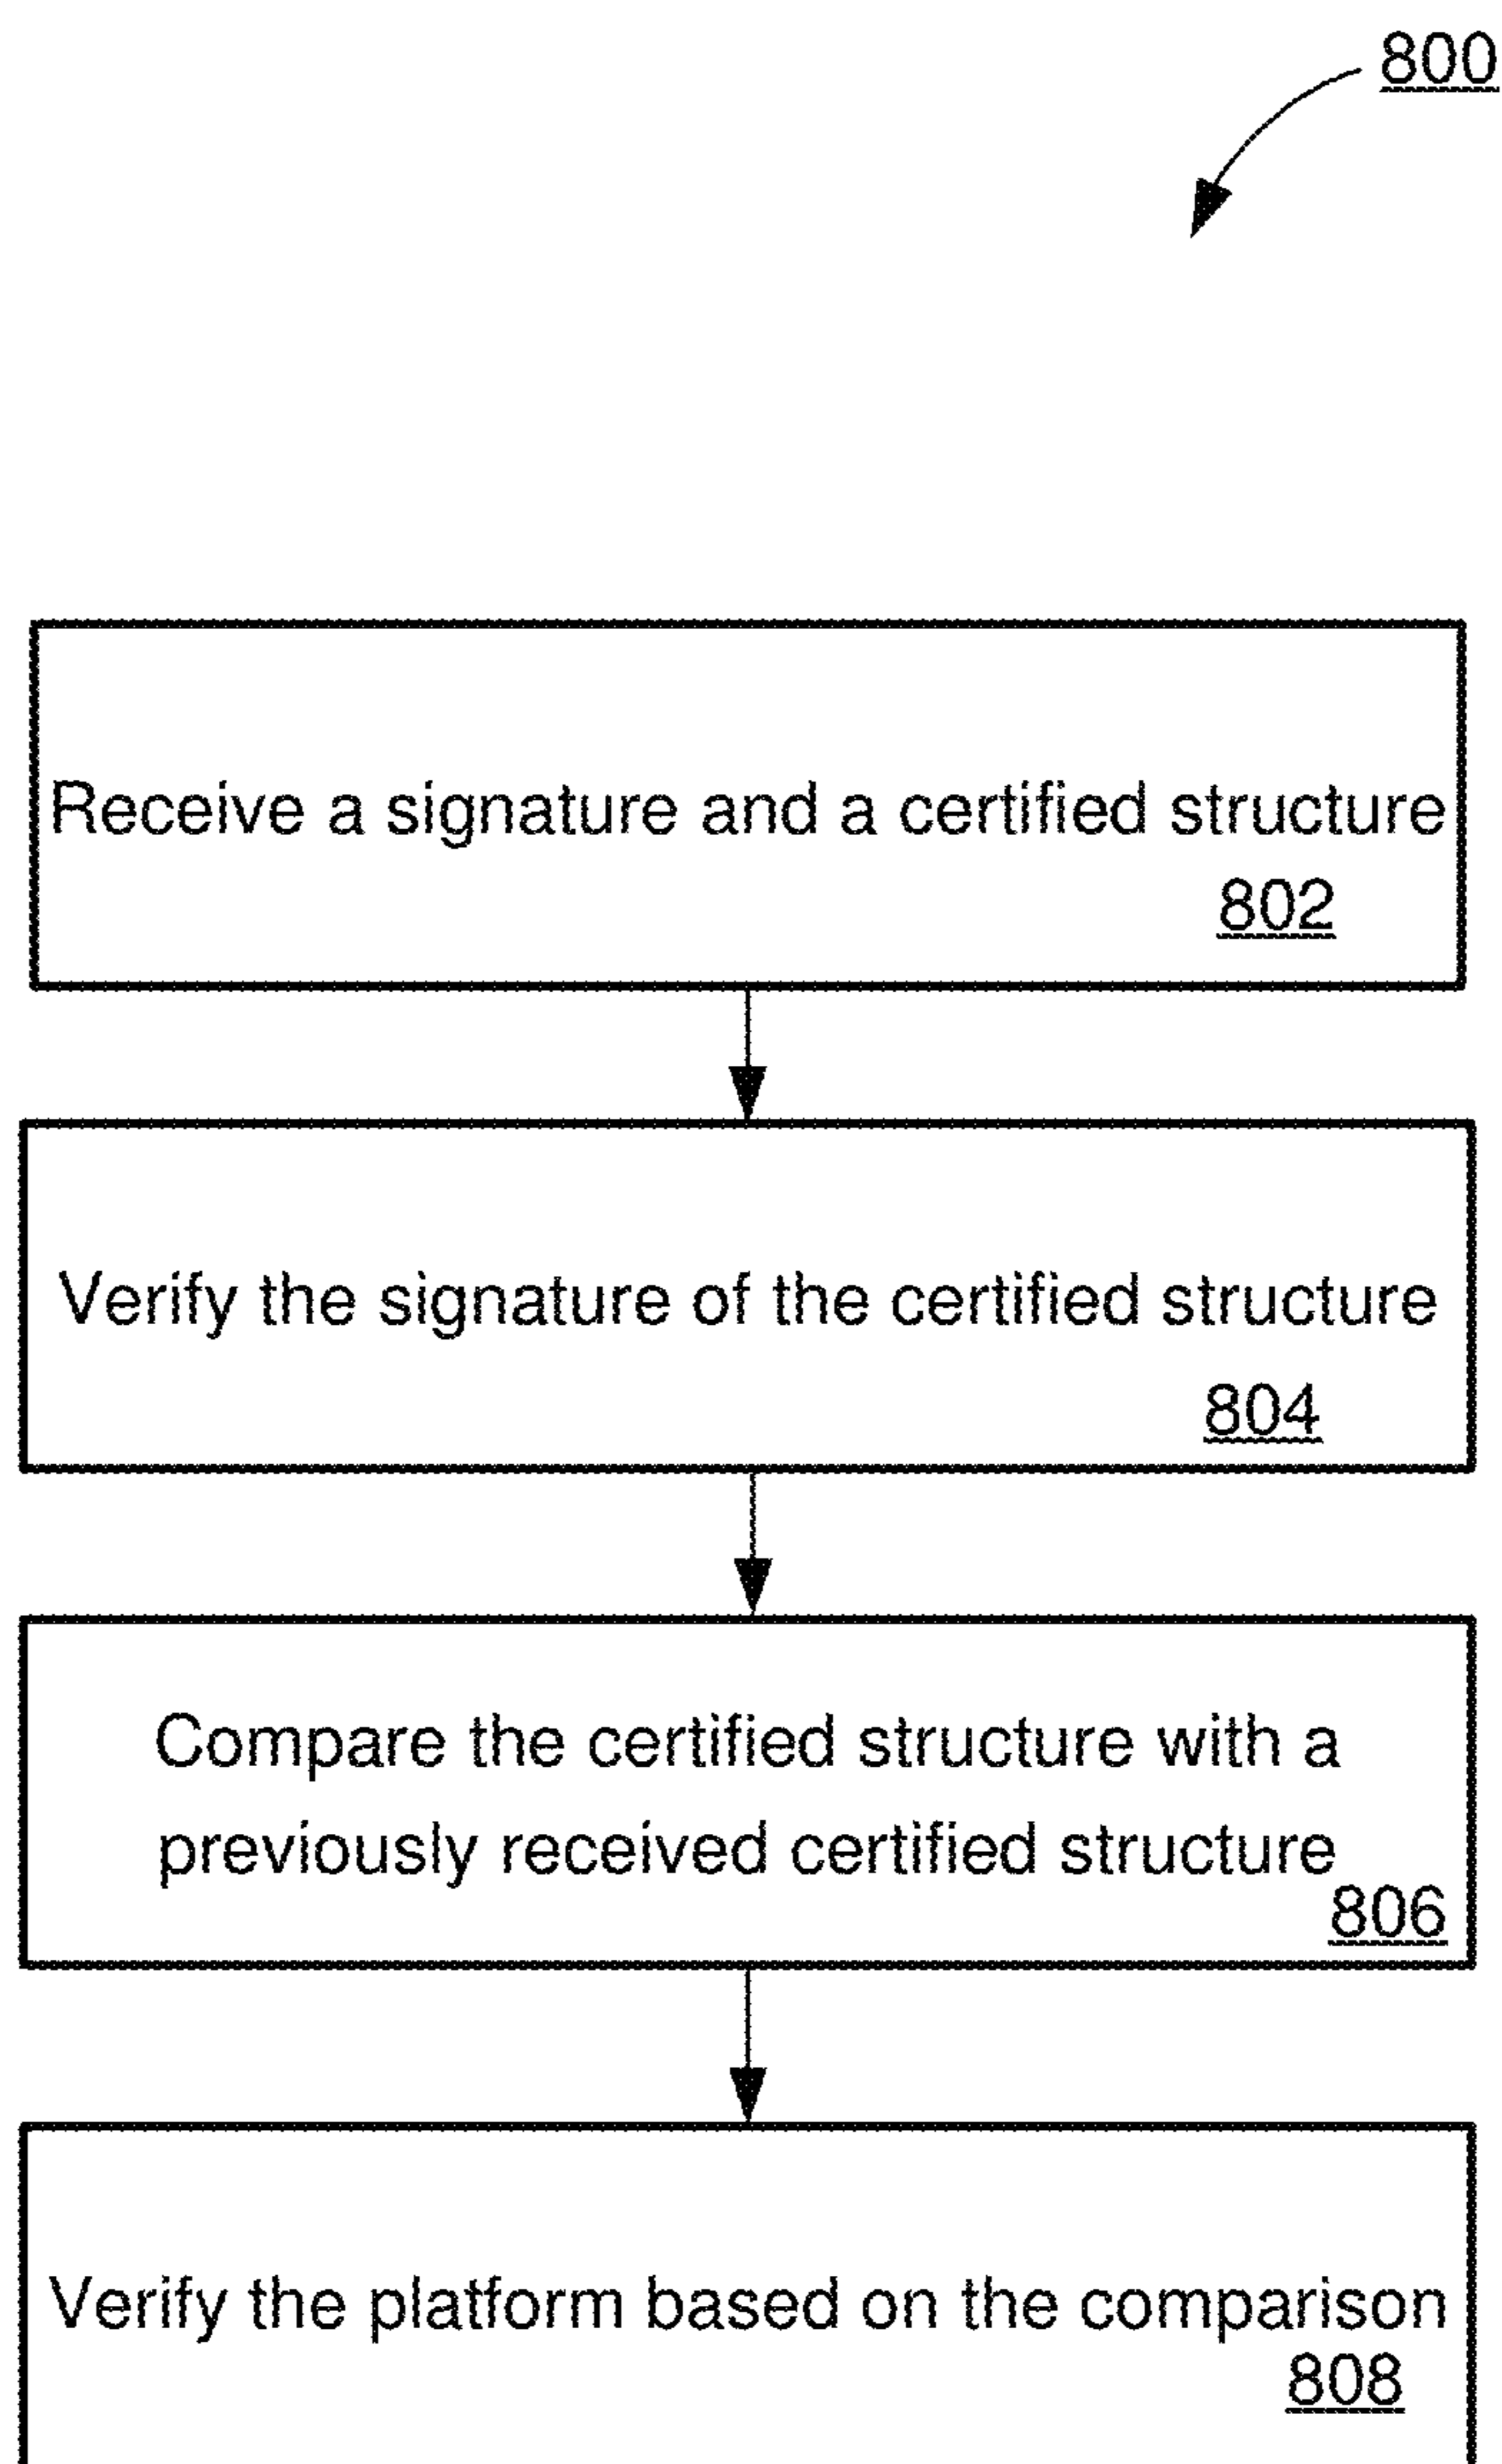 800
Receive a signature and a certified structure
802
Verify the signature of the certified structure
804
Compare the certified structure with a
previously received certified structure
806
Verify the platform based on the comparison
808